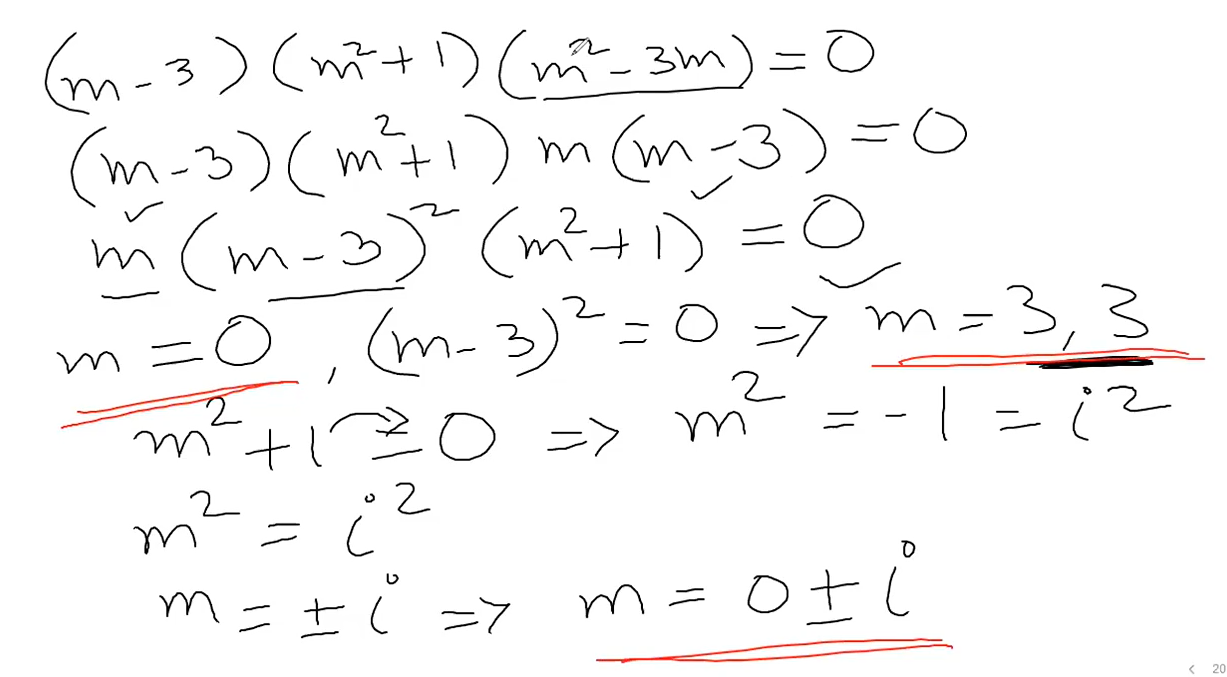 (m-3)(m²+1)(m²-3m)=0
(m-3)(m²+1)m(m-3)=0
m(m-3)²(m²+1)=0
m=0, (m-3)²=0 => m=3,3
m²+1=0 => m²=-1=i²
m²=i²
m=±i => m=0±i
< 20